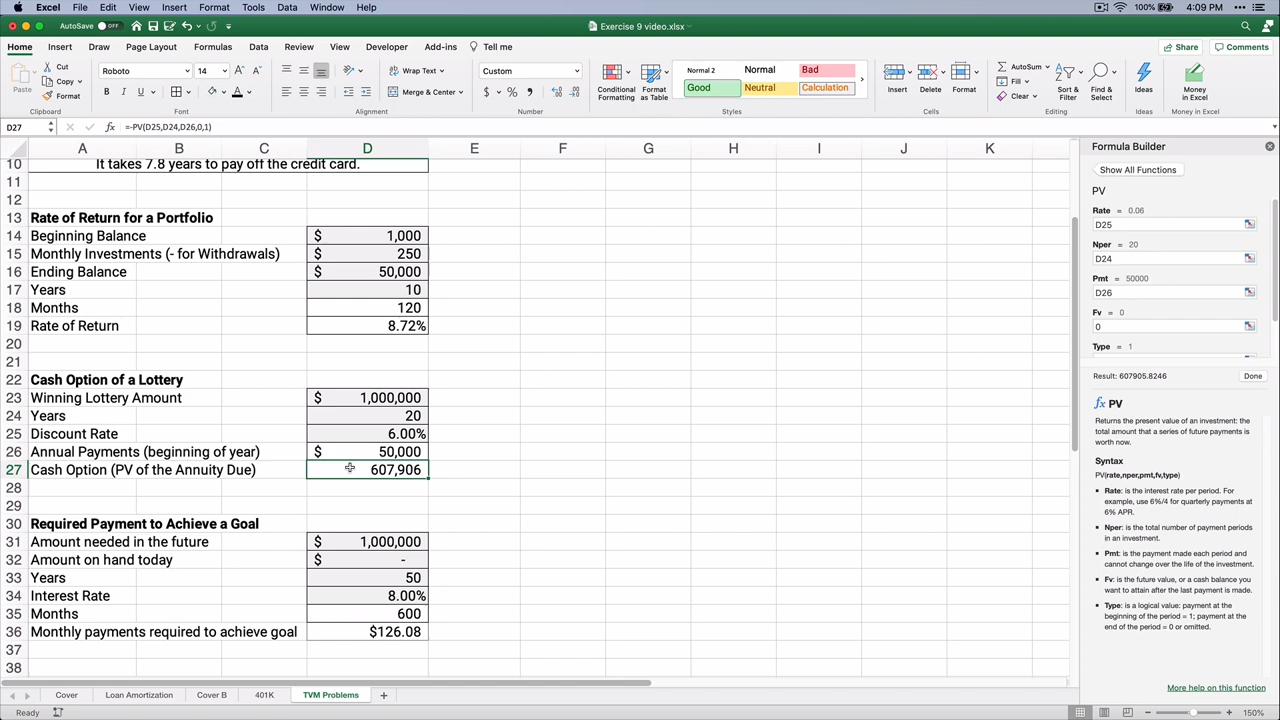 Excel File Edit View Insert Format Tools Data Window Help 100% 4:09 PM
AutoSave OFF Exercise 9 video.xlsx
Home Insert Draw Page Layout Formulas Data Review View Developer Add-ins Tell me Share Comments
Paste Cut Copy Format Clipboard
Roboto 14 A A B I U A Font
Wrap Text Merge & Center Alignment
Custom $ % Number
Conditional Formatting Format as Table Normal 2 Normal Bad Good Neutral Calculation Styles
Insert Delete Format Cells
AutoSum Fill Clear Sort & Filter Find & Select Editing
Ideas Ideas
Money in Excel Money in Excel
D27 fx =-PV(D25,D24,D26,0,1)
A B C D E F G H I J K
10 It takes 7.8 years to pay off the credit card.
11
12
13 Rate of Return for a Portfolio
14 Beginning Balance $ 1,000
15 Monthly Investments (- for Withdrawals) $ 250
16 Ending Balance $ 50,000
17 Years 10
18 Months 120
19 Rate of Return 8.72%
20
21
22 Cash Option of a Lottery
23 Winning Lottery Amount $ 1,000,000
24 Years 20
25 Discount Rate 6.00%
26 Annual Payments (beginning of year) $ 50,000
27 Cash Option (PV of the Annuity Due) 607,906
28
29
30 Required Payment to Achieve a Goal
31 Amount needed in the future $ 1,000,000
32 Amount on hand today $ -
33 Years 50
34 Interest Rate 8.00%
35 Months 600
36 Monthly payments required to achieve goal $126.08
37
38
Formula Builder
Show All Functions
PV
Rate = 0.06
D25
Nper = 20
D24
Pmt = 50000
D26
Fv = 0
0
Type = 1
Result: 607905.8246 Done
fx PV
Returns the present value of an investment: the
total amount that a series of future payments is
worth now.
Syntax
PV(rate,nper,pmt,fv,type)
• Rate: is the interest rate per period. For
example, use 6%/4 for quarterly payments at
6% APR.
• Nper: is the total number of payment periods
in an investment.
• Pmt: is the payment made each period and
cannot change over the life of the investment.
• Fv: is the future value, or a cash balance you
want to attain after the last payment is made.
• Type: is a logical value: payment at the
beginning of the period = 1; payment at the
end of the period = 0 or omitted.
More help on this function
Cover Loan Amortization Cover B 401K TVM Problems +
Ready 150%